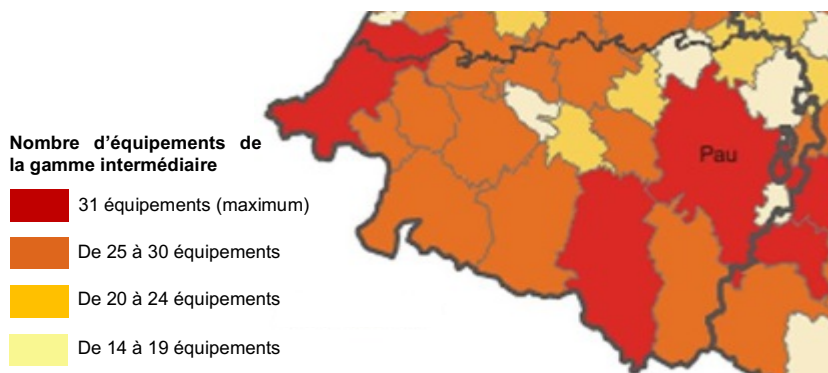 Nombre d'équipements de
la gamme intermédiaire
31 équipements (maximum)
De 25 à 30 équipements
De 20 à 24 équipements
De 14 à 19 équipements
Pau